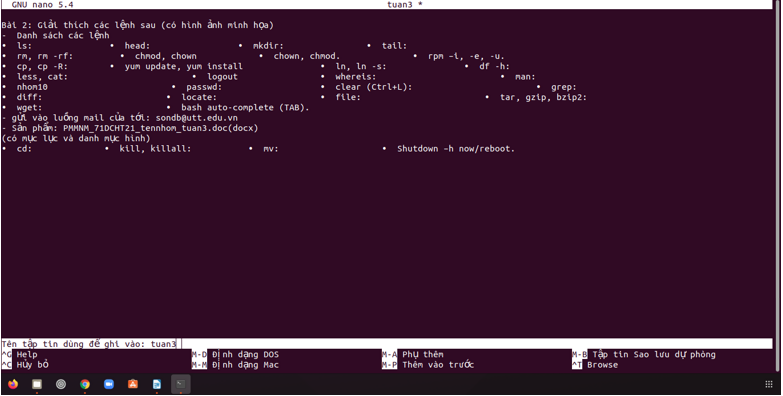 GNU nano 5.4 tuan3 *
Bài 2: Giải thích các lệnh sau (có hình ảnh minh họa)
- Danh sách các lệnh
• ls: • head: • mkdir: • tail:
• rm, rm -rf: • chmod, chown • chown, chmod. • rpm –i, -e, -u.
• cp, cp -R: • yum update, yum install • ln, ln -s: • df -h:
• less, cat: • logout • whereis: • man:
• nhom10 • passwd: • clear (Ctrl+L): • grep:
• diff: • locate: • file: • tar, gzip, bzip2:
• wget: • bash auto-complete (TAB).
- gửi vào luồng mail của tới: sondb@utt.edu.vn
- Sản phẩm: PMMNM_71DCHT21_tennhom_tuan3.doc(docx)
(có mục lục và danh mục hình)
• cd: • kill, killall: • mv: • Shutdown –h now/reboot.
Tên tập tin dùng để ghi vào: tuan3
^G Help M-D Định dạng DOS M-A Phụ thêm M-B Tập tin Sao lưu dự phòng
^C Hủy bỏ M-M Định dạng Mac M-P Thêm vào trước ^T Browse